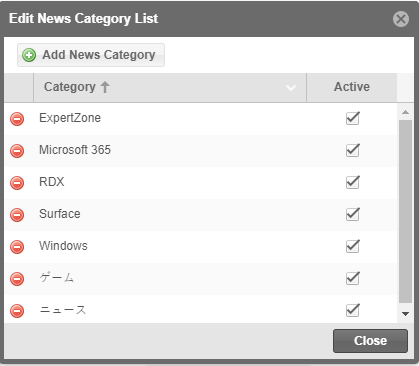 Edit News Category List
Add News Category
Category Active
ExpertZone
Microsoft 365
RDX
Surface
Windows
ゲーム
ニュース
Close